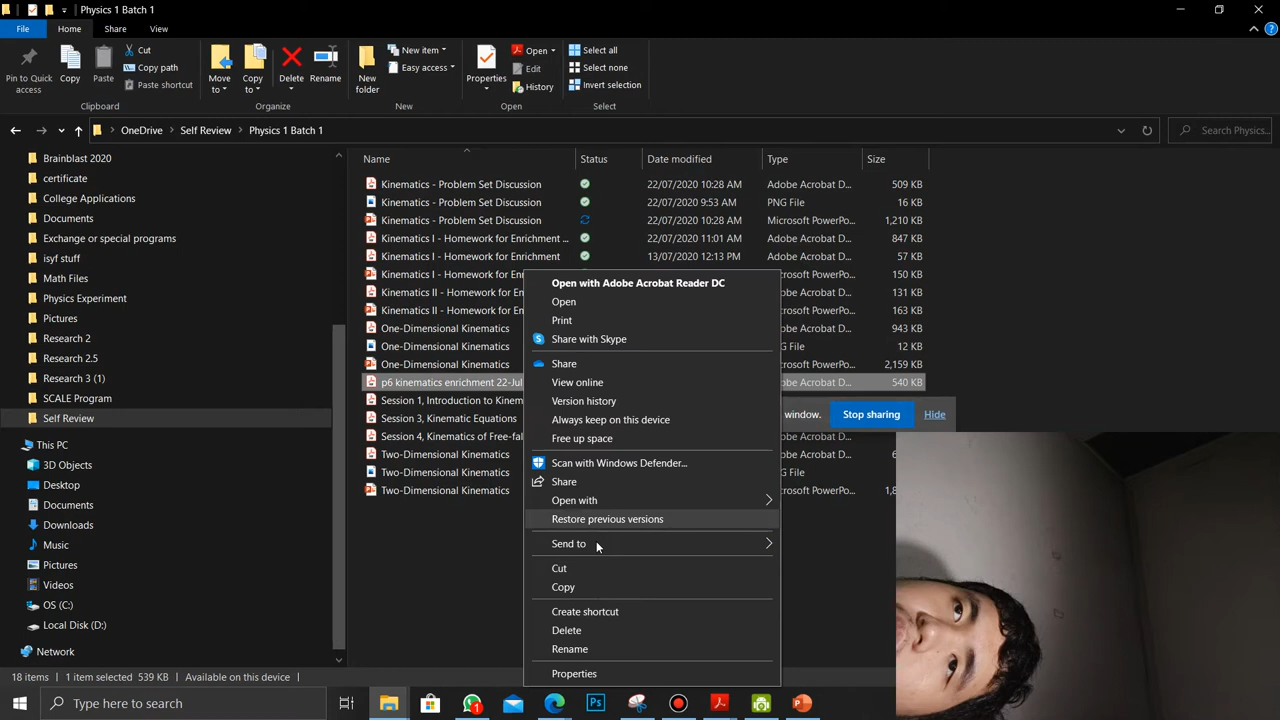 Physics 1 Batch 1
File Home Share View
Pin to Quick access
Copy
Paste
Cut
Copy path
Paste shortcut
Clipboard
Move to
Copy to
Delete
Rename
Organize
New folder
New item
Easy access
New
Properties
Open
Edit
History
Open
Select all
Select none
Invert selection
Select
OneDrive > Self Review > Physics 1 Batch 1
Search Physics...
Brainblast 2020
certificate
College Applications
Documents
Exchange or special programs
isyf stuff
Math Files
Physics Experiment
Pictures
Research 2
Research 2.5
Research 3 (1)
SCALE Program
Self Review
This PC
3D Objects
Desktop
Documents
Downloads
Music
Pictures
Videos
OS (C:)
Local Disk (D:)
Network
Name Status Date modified Type Size
Kinematics - Problem Set Discussion 22/07/2020 10:28 AM Adobe Acrobat D... 509 KB
Kinematics - Problem Set Discussion 22/07/2020 9:53 AM PNG File 16 KB
Kinematics - Problem Set Discussion 22/07/2020 10:28 AM Microsoft PowerPo... 1,210 KB
Kinematics I - Homework for Enrichment ... 22/07/2020 11:01 AM Adobe Acrobat D... 847 KB
Kinematics I - Homework for Enrichment 13/07/2020 12:13 PM Adobe Acrobat D... 57 KB
Kinematics I - Homework fo icrosoft PowerPo... 150 KB
Kinematics II - Homework fo dobe Acrobat D... 131 KB
Kinematics II - Homework fo icrosoft PowerPo... 163 KB
One-Dimensional Kinematics dobe Acrobat D... 943 KB
One-Dimensional Kinematics G File 12 KB
One-Dimensional Kinematics icrosoft PowerPo... 2,159 KB
p6 kinematics enrichment 22-Jul dobe Acrobat D... 540 KB
Session 1, Introduction to Kinem
Session 3, Kinematic Equations
Session 4, Kinematics of Free-fal
Two-Dimensional Kinematics dobe Acrobat D...
Two-Dimensional Kinematics G File
Two-Dimensional Kinematics icrosoft PowerPo...
Open with Adobe Acrobat Reader DC
Open
Print
Share with Skype
Share
View online
Version history
Always keep on this device
Free up space
Scan with Windows Defender...
Share
Open with
Restore previous versions
Send to
Cut
Copy
Create shortcut
Delete
Rename
Properties
window. Stop sharing Hide
18 items 1 item selected 539 KB Available on this device
Type here to search
1
Ps